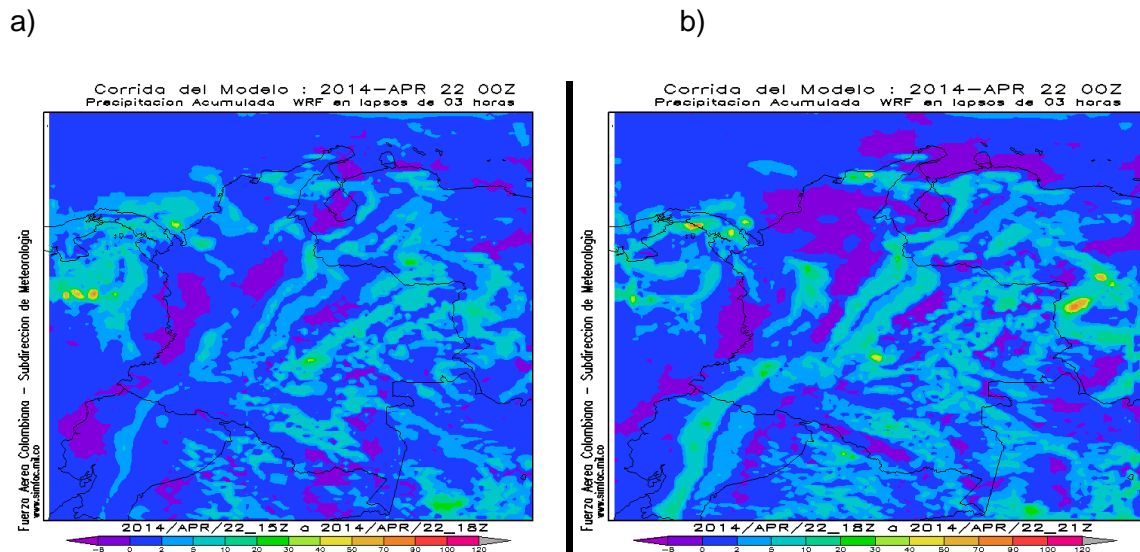 a)
b)
Corrida del Modelo : 2014-APR 22 00Z
Precipitacion Acumulada WRF en lapsos de 03 horas
Fuerza Aerea Colombiana - Subdireccion de Meteorologia
www.simfac.mil.co
2014/APR/22_15Z a 2014/APR/22_18Z
-8 0 2 5 10 20 30 40 50 70 90 100 120
Corrida del Modelo : 2014-APR 22 00Z
Precipitacion Acumulada WRF en lapsos de 03 horas
Fuerza Aerea Colombiana - Subdireccion de Meteorologia
www.simfac.mil.co
2014/APR/22_18Z a 2014/APR/22_21Z
-8 0 2 5 10 20 30 40 50 70 90 100 120